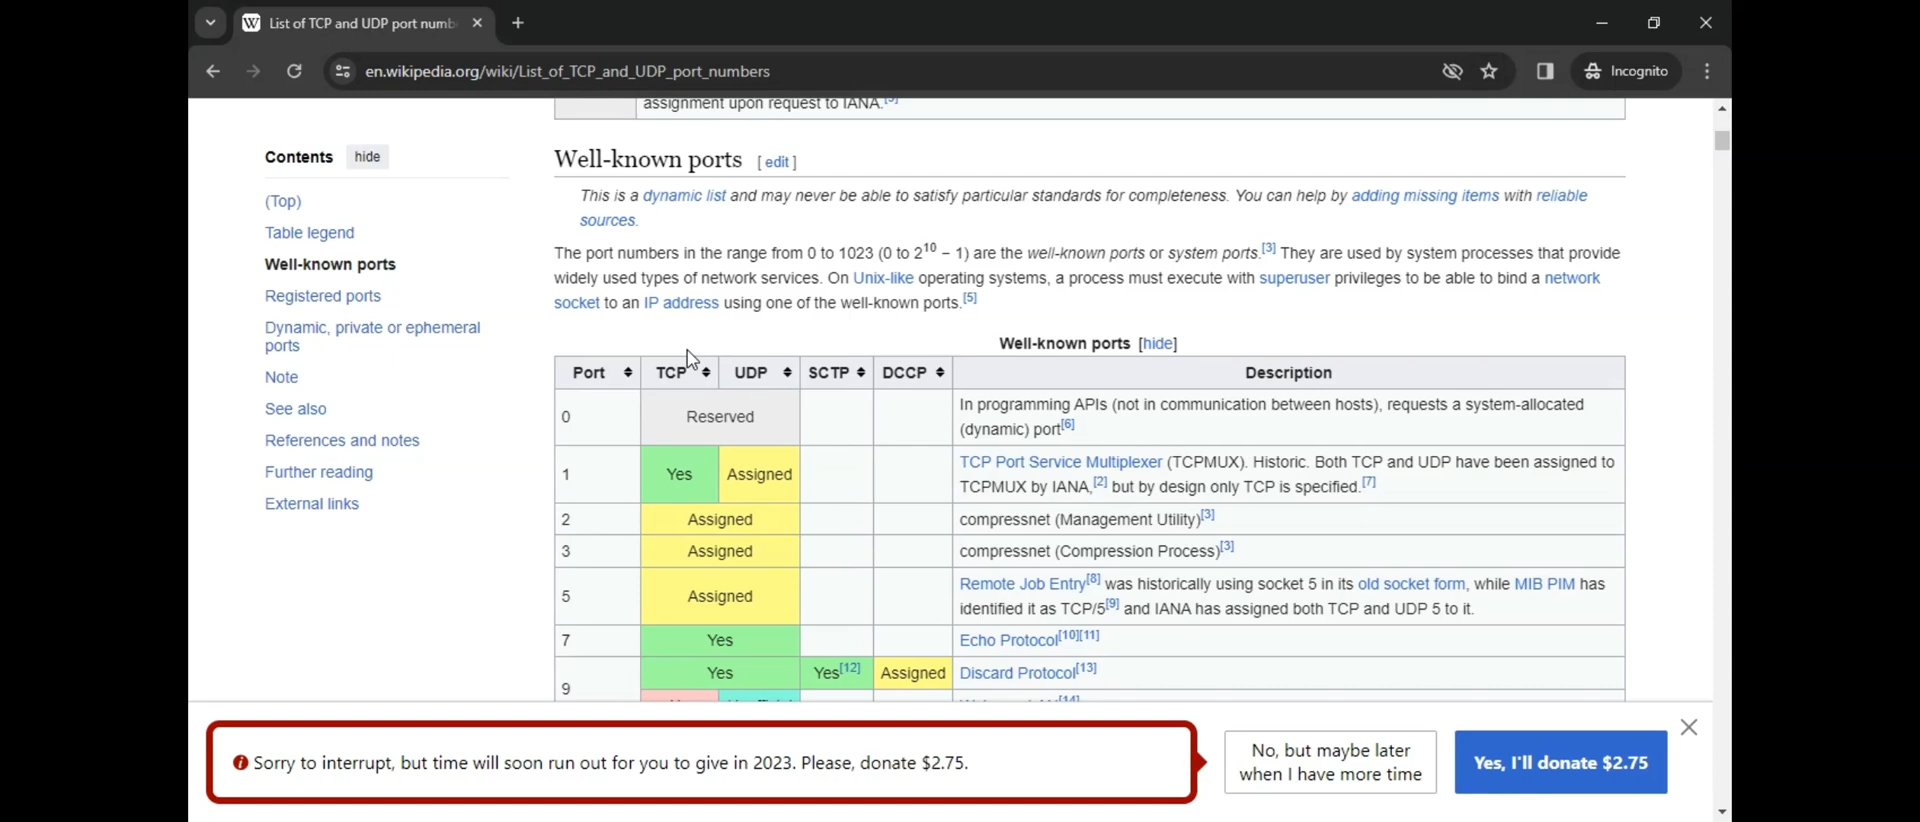 List of TCP and UDP port numb
en.wikipedia.org/wiki/List_of_TCP_and_UDP_port_numbers
Incognito
assignment upon request to IANA.
Contents hide
(Top)
Table legend
Well-known ports
Registered ports
Dynamic, private or ephemeral
ports
Note
See also
References and notes
Further reading
External links
Well-known ports [ edit ]
This is a dynamic list and may never be able to satisfy particular standards for completeness. You can help by adding missing items with reliable
sources.
The port numbers in the range from 0 to 1023 (0 to 2^10 − 1) are the well-known ports or system ports.[3] They are used by system processes that provide
widely used types of network services. On Unix-like operating systems, a process must execute with superuser privileges to be able to bind a network
socket to an IP address using one of the well-known ports.[5]
Well-known ports [hide]
Port TCP UDP SCTP DCCP Description
0 Reserved In programming APIs (not in communication between hosts), requests a system-allocated
(dynamic) port[6]
1 Yes Assigned TCP Port Service Multiplexer (TCPMUX). Historic. Both TCP and UDP have been assigned to
TCPMUX by IANA,[2] but by design only TCP is specified.[7]
2 Assigned compressnet (Management Utility)[3]
3 Assigned compressnet (Compression Process)[3]
5 Assigned Remote Job Entry[8] was historically using socket 5 in its old socket form, while MIB PIM has
identified it as TCP/5[9] and IANA has assigned both TCP and UDP 5 to it.
7 Yes Echo Protocol[10][11]
9 Yes Yes[12] Assigned Discard Protocol[13]
[14]
Sorry to interrupt, but time will soon run out for you to give in 2023. Please, donate $2.75.
No, but maybe later
when I have more time
Yes, I'll donate $2.75